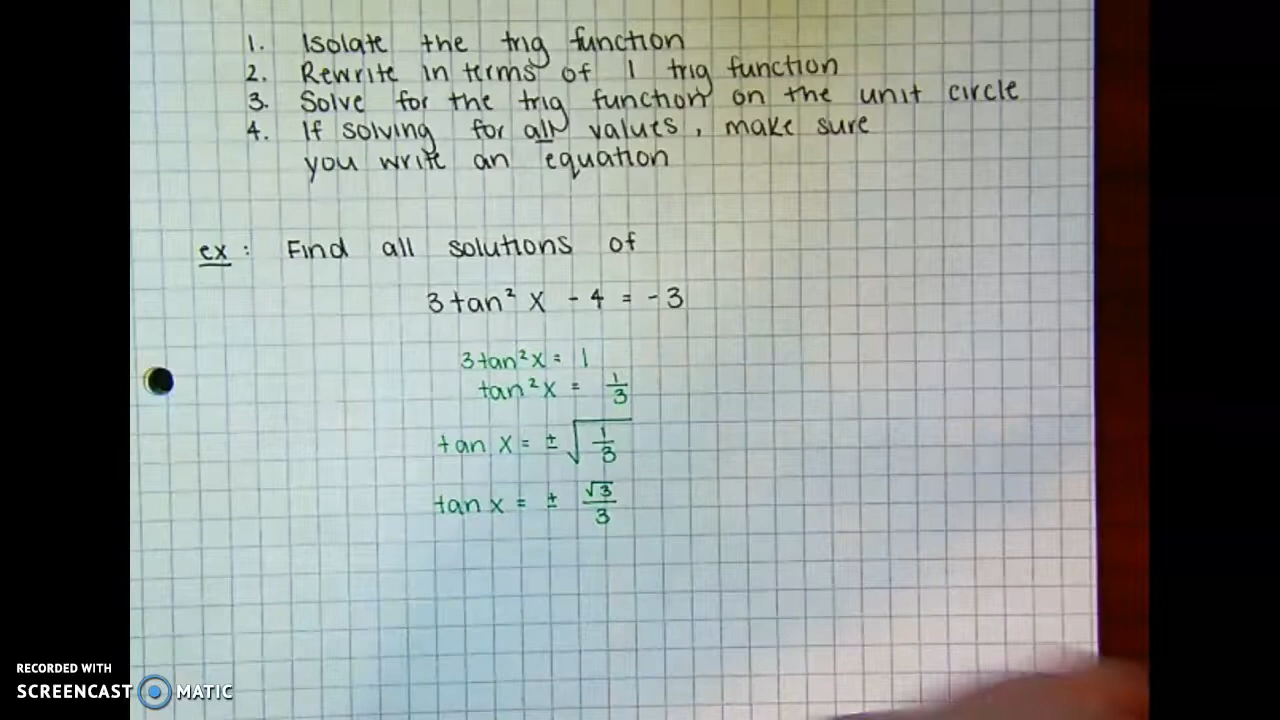 1. Isolate the trig function
2. Rewrite in terms of 1 trig function
3. Solve for the trig function on the unit circle
4. If solving for all values, make sure
you write an equation
ex: Find all solutions of
3 tan² x - 4 = -3
3tan²x = 1
tan²x = 1/3
tan x = ± √(1/3)
tan x = ± √3/3
RECORDED WITH
SCREENCAST MATIC